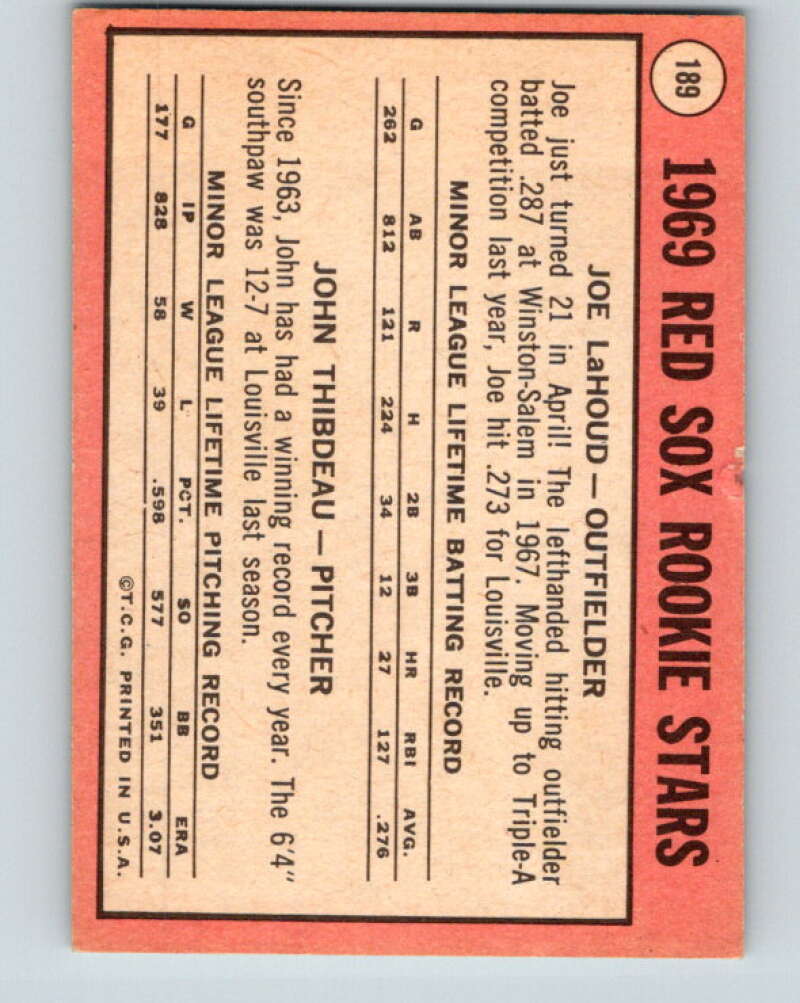 189
1969 RED SOX ROOKIE STARS
JOE LaHOUD — OUTFIELDER
Joe just turned 21 in April! The lefthanded hitting outfielder
batted .287 at Winston-Salem in 1967. Moving up to Triple-A
competition last year, Joe hit .273 for Louisville.
MINOR LEAGUE LIFETIME BATTING RECORD
G AB R H 2B 3B HR RBI AVG.
262 812 121 224 34 12 27 127 .276
JOHN THIBDEAU — PITCHER
Since 1963, John has had a winning record every year. The 6'4"
southpaw was 12-7 at Louisville last season.
MINOR LEAGUE LIFETIME PITCHING RECORD
G IP W L PCT. SO BB ERA
177 828 58 39 .598 577 351 3.07
©T.C.G. PRINTED IN U.S.A.